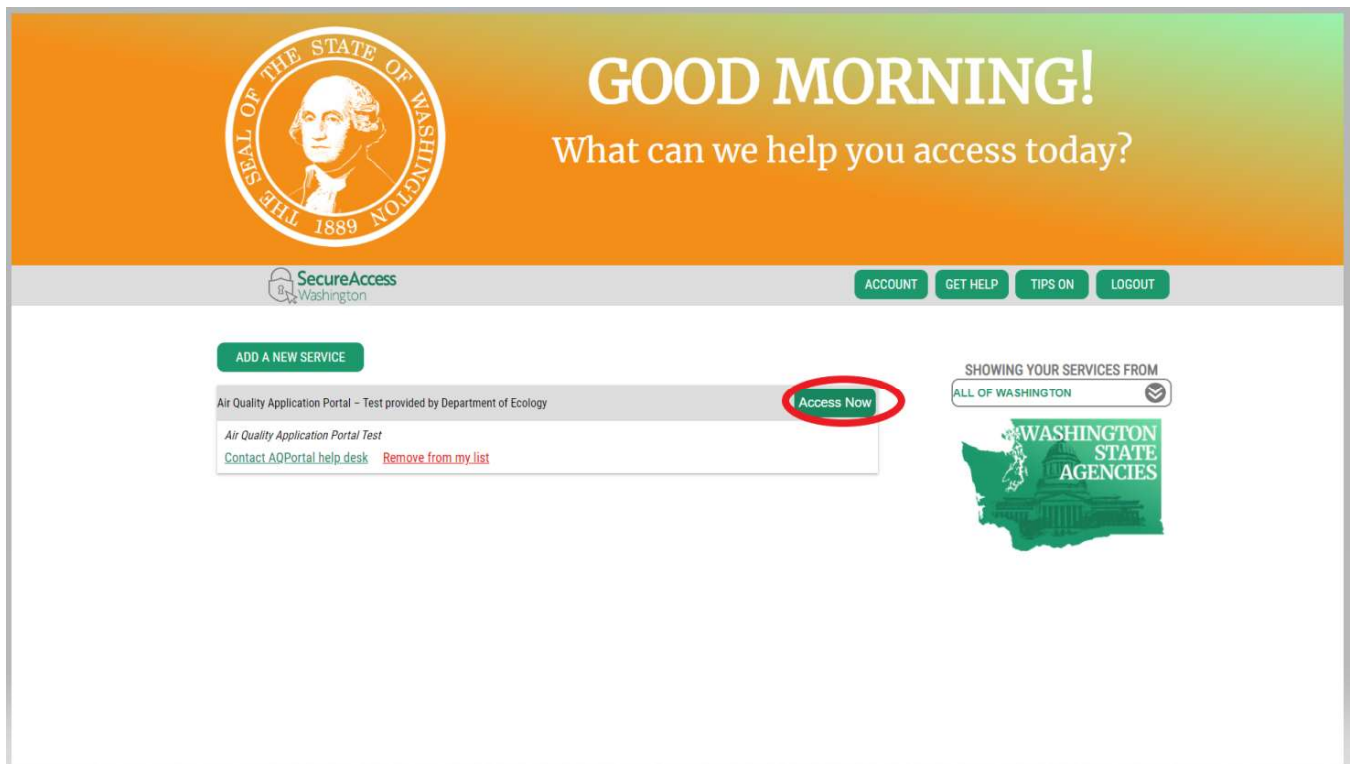 THE SEAL OF THE STATE OF WASHINGTON
1889
GOOD MORNING!
What can we help you access today?
SecureAccess
Washington
ACCOUNT GET HELP TIPS ON LOGOUT
ADD A NEW SERVICE
Air Quality Application Portal – Test provided by Department of Ecology Access Now
Air Quality Application Portal Test
Contact AQPortal help desk Remove from my list
SHOWING YOUR SERVICES FROM
ALL OF WASHINGTON
WASHINGTON
STATE
AGENCIES